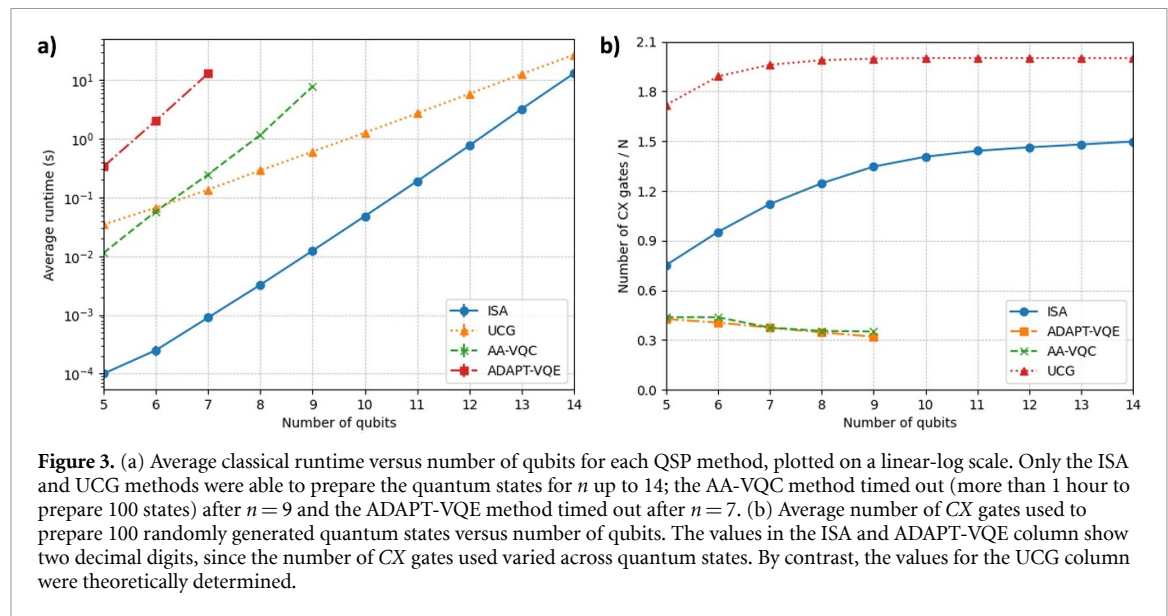 a)
10^1
10^0
10^-1
10^-2
10^-3
10^-4
Average runtime (s)
5 6 7 8 9 10 11 12 13 14
Number of qubits
ISA
UCG
AA-VQC
ADAPT-VQE
b)
2.1
1.8
1.5
1.2
0.9
0.6
0.3
0.0
Number of CX gates / N
5 6 7 8 9 10 11 12 13 14
Number of qubits
ISA
ADAPT-VQE
AA-VQC
UCG
Figure 3. (a) Average classical runtime versus number of qubits for each QSP method, plotted on a linear-log scale. Only the ISA
and UCG methods were able to prepare the quantum states for n up to 14; the AA-VQC method timed out (more than 1 hour to
prepare 100 states) after n = 9 and the ADAPT-VQE method timed out after n = 7. (b) Average number of CX gates used to
prepare 100 randomly generated quantum states versus number of qubits. The values in the ISA and ADAPT-VQE column show
two decimal digits, since the number of CX gates used varied across quantum states. By contrast, the values for the UCG column
were theoretically determined.